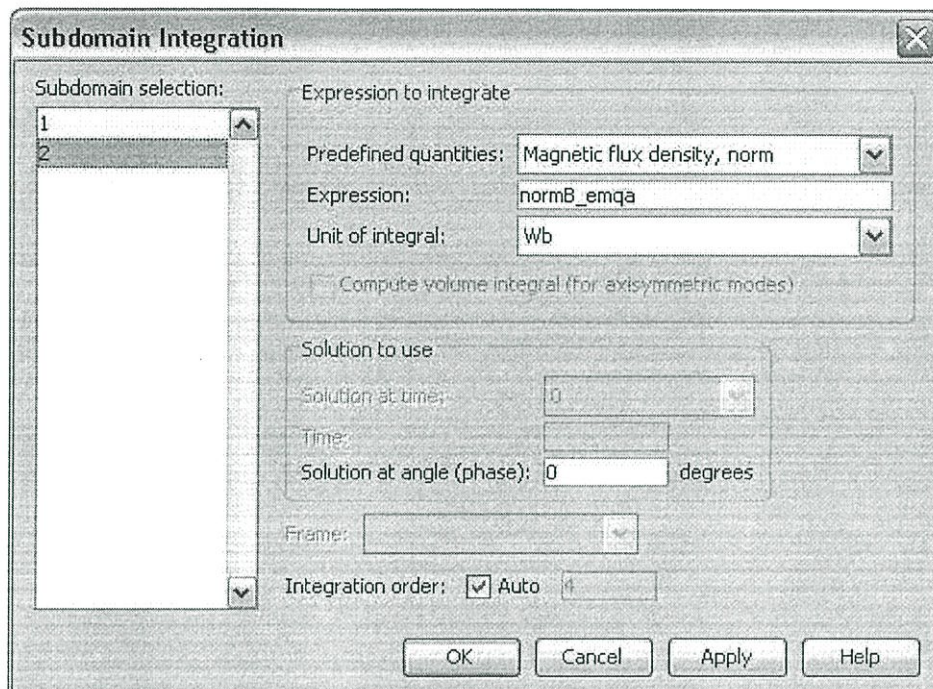 Subdomain Integration
Subdomain selection:
1
2
Expression to integrate
Predefined quantities: Magnetic flux density, norm
Expression: normB_emqa
Unit of integral: Wb
Compute volume integral (for axisymmetric modes)
Solution to use
Solution at time: 0
Time:
Solution at angle (phase): 0 degrees
Frame:
Integration order: Auto 4
OK Cancel Apply Help